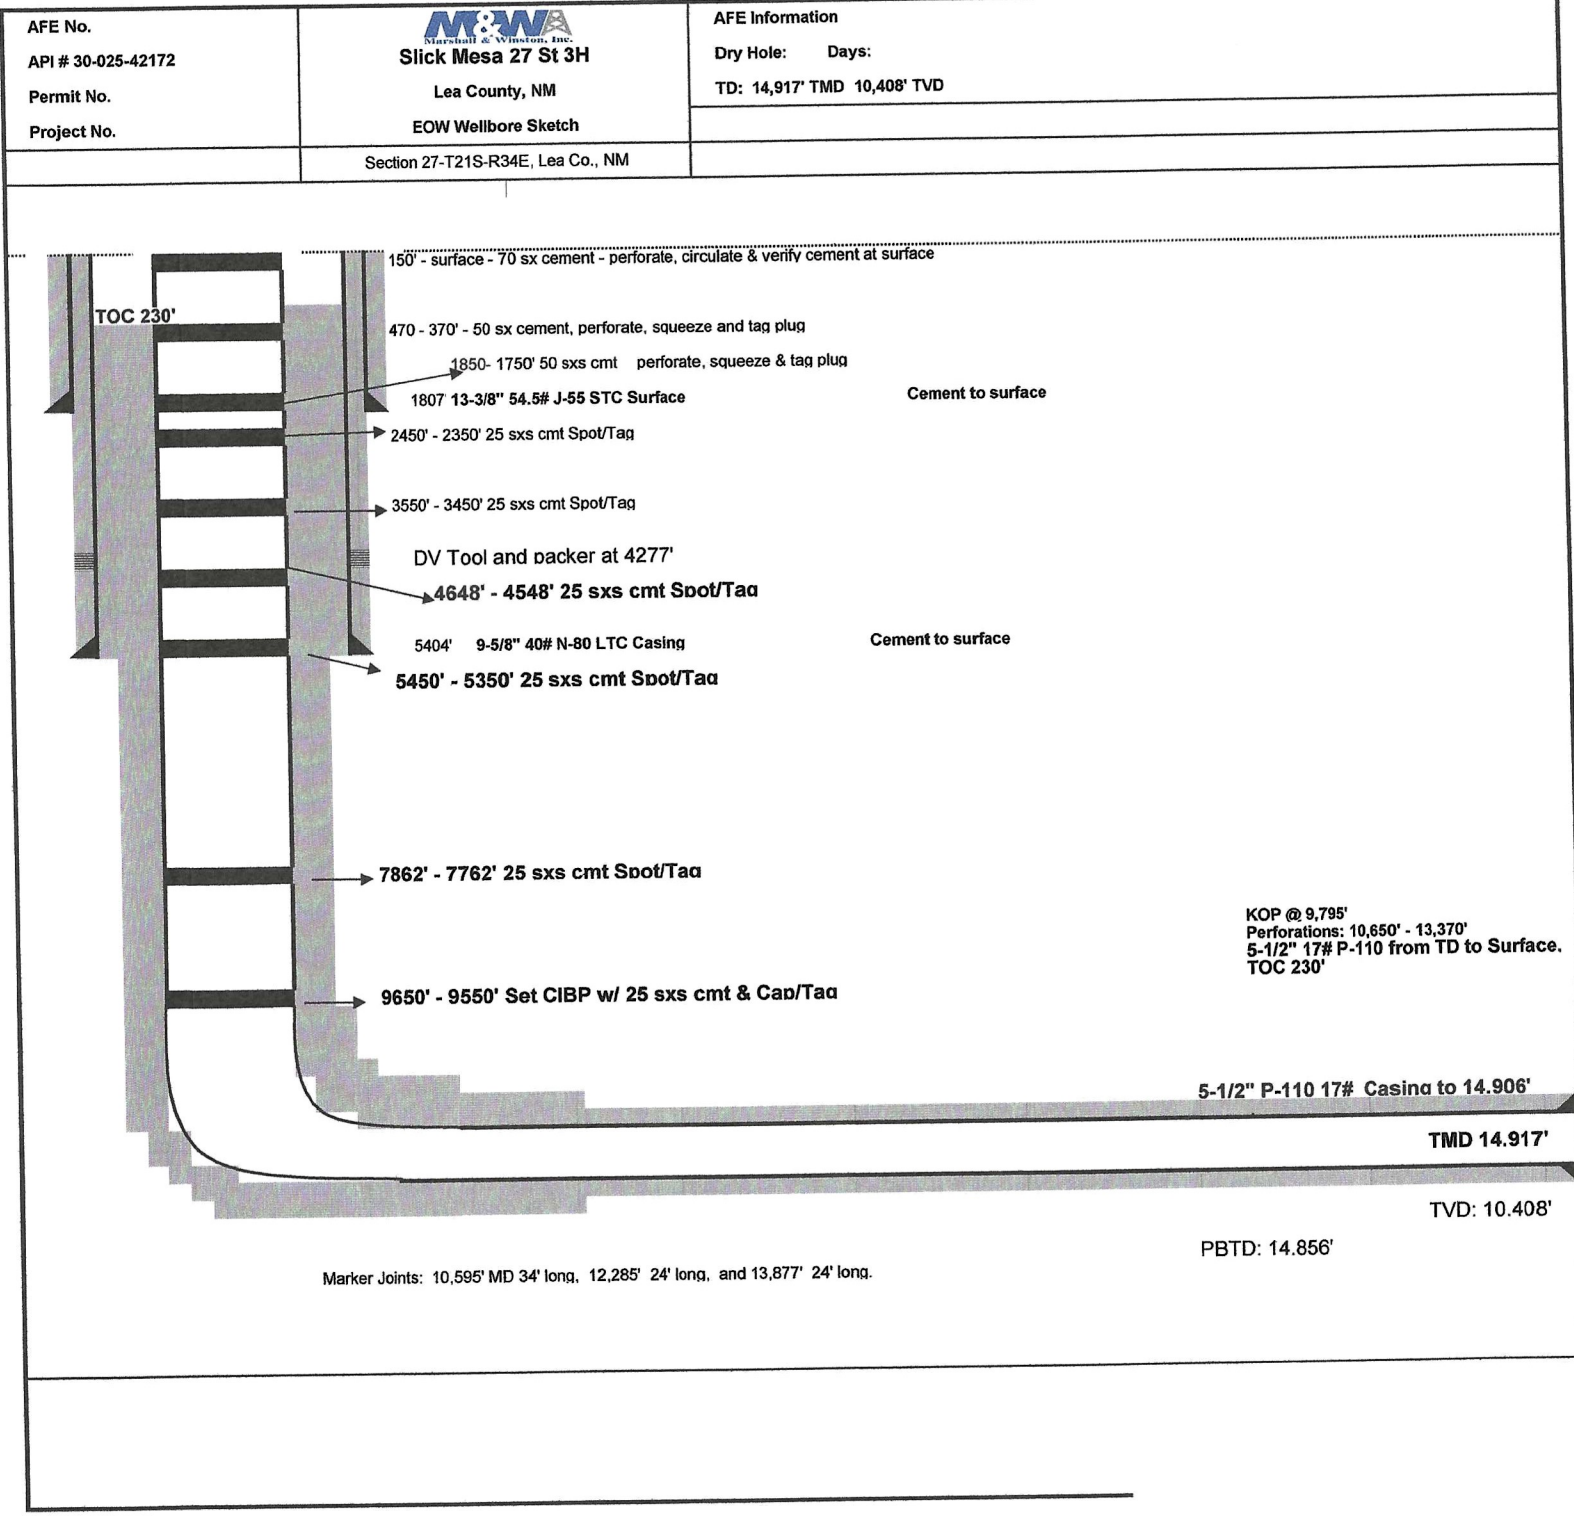 AFE No.
API # 30-025-42172
Permit No.
Project No.
M&W
Marshall & Winston, Inc.
Slick Mesa 27 St 3H
Lea County, NM
EOW Wellbore Sketch
Section 27-T21S-R34E, Lea Co., NM
AFE Information
Dry Hole: Days:
TD: 14,917' TMD 10,408' TVD
150' - surface - 70 sx cement - perforate, circulate & verify cement at surface
TOC 230'
470 - 370' - 50 sx cement, perforate, squeeze and tag plug
1850- 1750' 50 sxs cmt perforate, squeeze & tag plug
1807' 13-3/8" 54.5# J-55 STC Surface Cement to surface
2450' - 2350' 25 sxs cmt Spot/Tag
3550' - 3450' 25 sxs cmt Spot/Tag
DV Tool and packer at 4277'
4648' - 4548' 25 sxs cmt Spot/Tag
5404' 9-5/8" 40# N-80 LTC Casing Cement to surface
5450' - 5350' 25 sxs cmt Spot/Tag
7862' - 7762' 25 sxs cmt Spot/Tag
KOP @ 9,795'
Perforations: 10,650' - 13,370'
5-1/2" 17# P-110 from TD to Surface.
TOC 230'
9650' - 9550' Set CIBP w/ 25 sxs cmt & Cap/Tag
5-1/2" P-110 17# Casing to 14.906'
TMD 14.917'
TVD: 10.408'
PBTD: 14.856'
Marker Joints: 10,595' MD 34' long, 12,285' 24' long, and 13,877' 24' long.